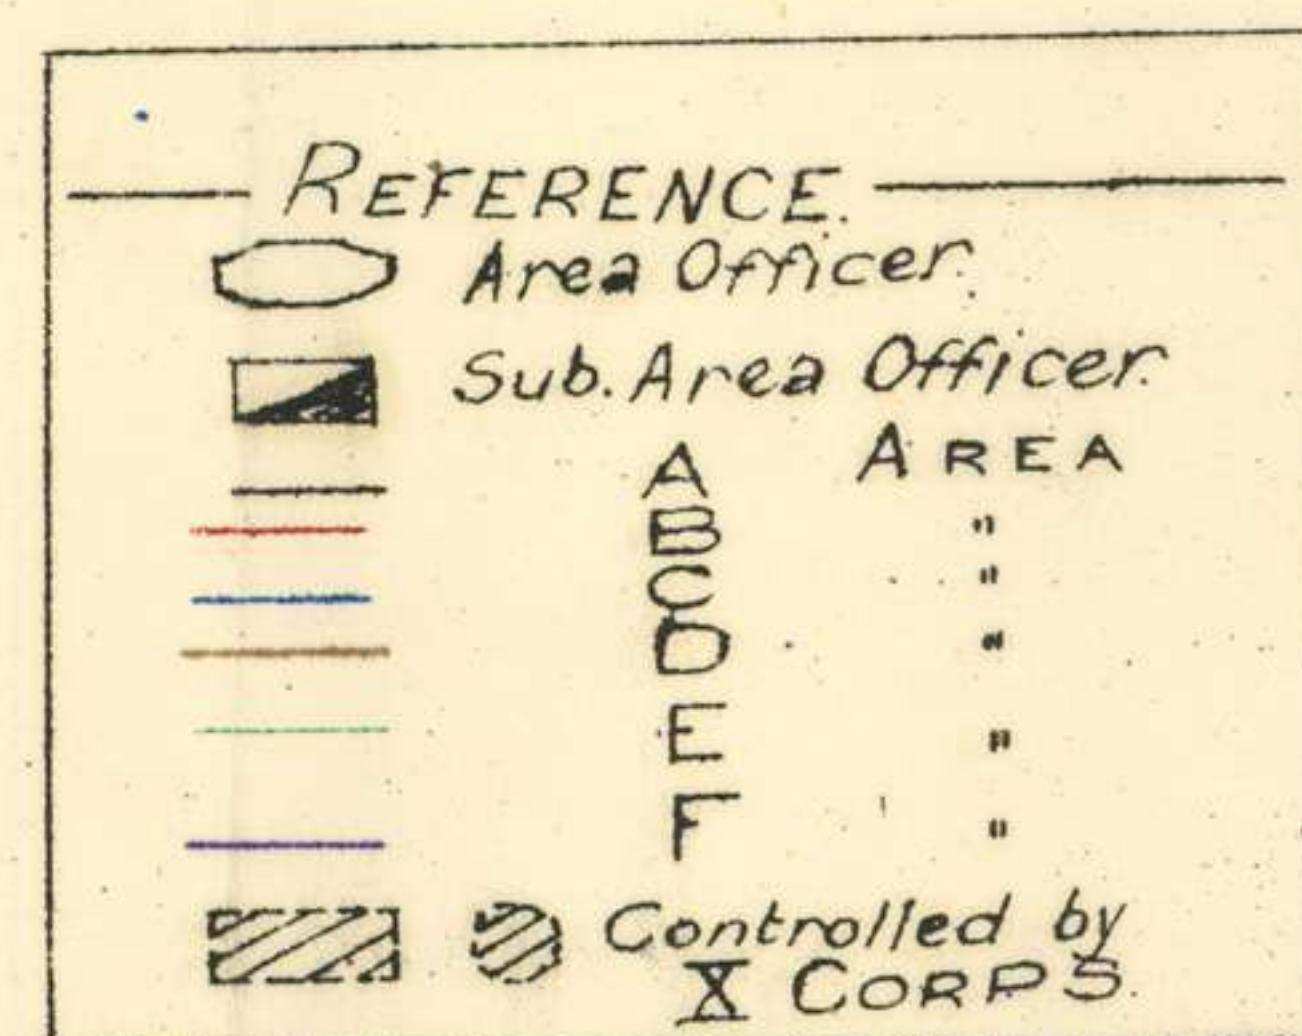 REFERENCE.
Area Officer.
Sub. Area Officer.
A AREA
B "
C "
D "
E "
F "
Controlled by
X CORPS.